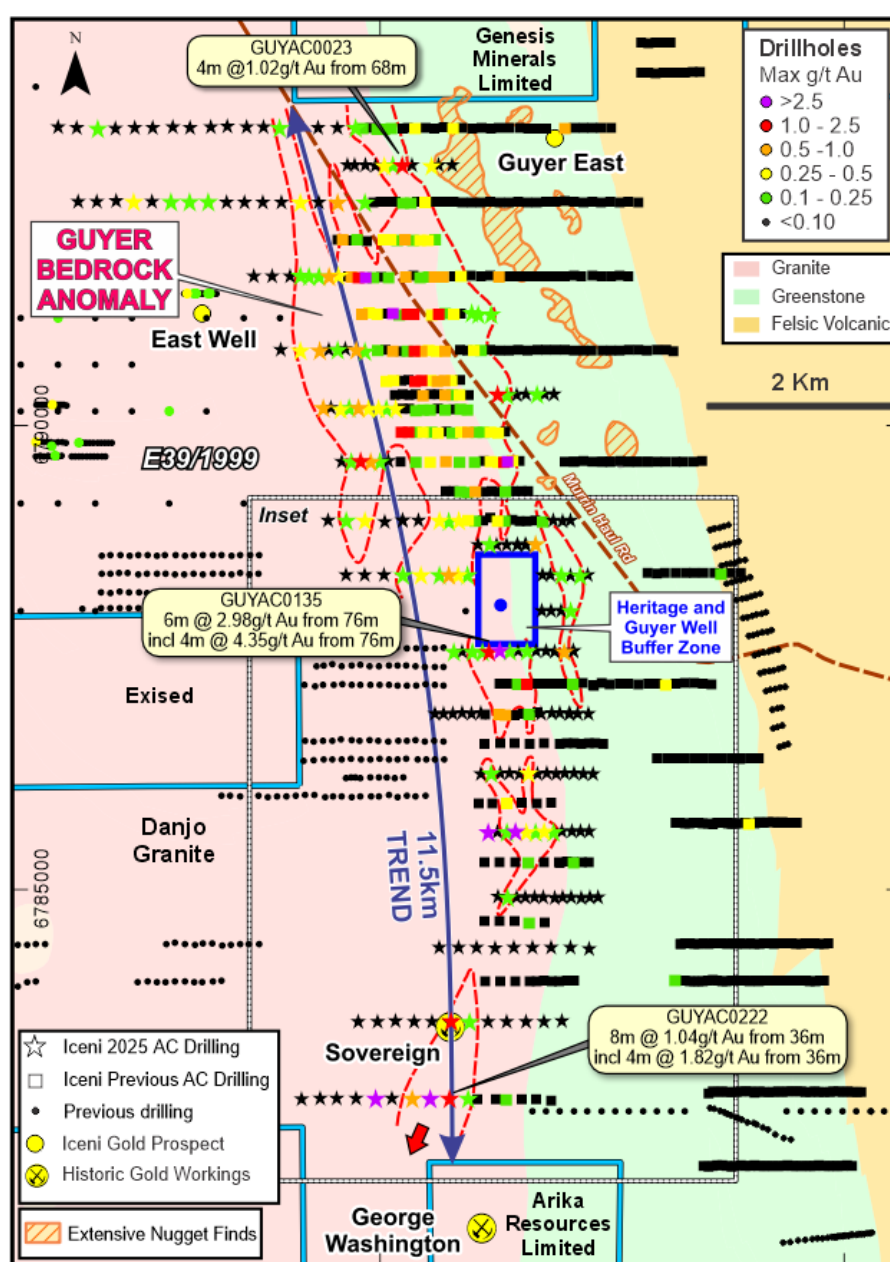 N
GUYAC0023
4m @1.02g/t Au from 68m
Genesis
Minerals
Limited
Drillholes
Max g/t Au
>2.5
1.0 - 2.5
0.5 -1.0
0.25 - 0.5
0.1 - 0.25
<0.10
Guyer East
GUYER
BEDROCK
ANOMALY
Granite
Greenstone
Felsic Volcanic
East Well
2 Km
6790000
E39/1999
Murrin Haul Rd
Inset
GUYAC0135
6m @ 2.98g/t Au from 76m
incl 4m @ 4.35g/t Au from 76m
Heritage and
Guyer Well
Buffer Zone
Exised
Danjo
Granite
11.5km
TREND
6785000
GUYAC0222
8m @ 1.04g/t Au from 36m
incl 4m @ 1.82g/t Au from 36m
Sovereign
Iceni 2025 AC Drilling
Iceni Previous AC Drilling
Previous drilling
Iceni Gold Prospect
Historic Gold Workings
Extensive Nugget Finds
George
Washington
Arika
Resources
Limited